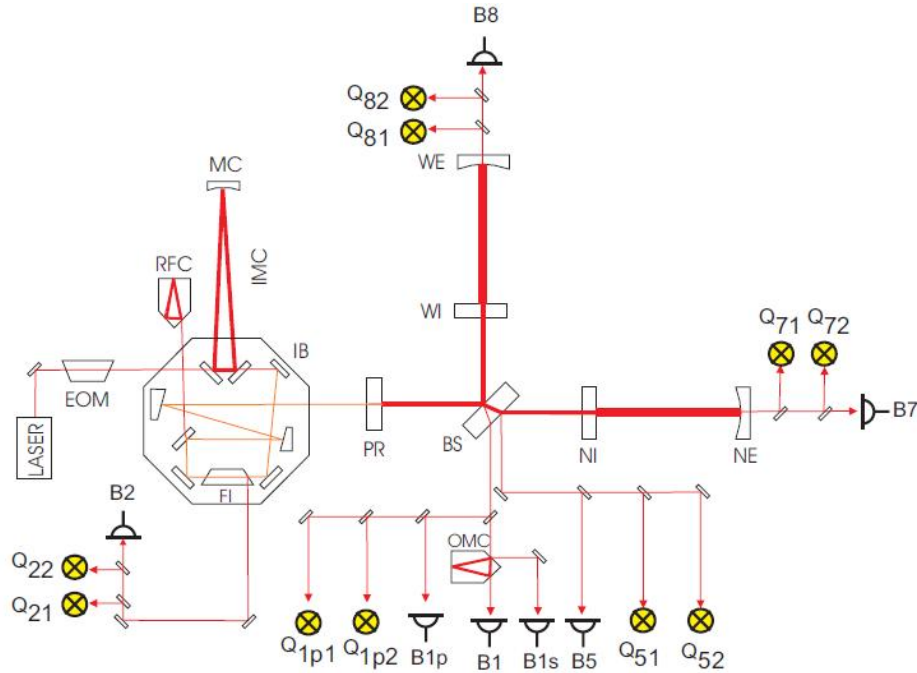 B8
Q82
Q81
WE
MC
IMC
RFC
WI
Q71
Q72
IB
EOM
LASER
PR
BS
NI
NE
B7
FI
B2
OMC
Q22
Q21
Q1p1
Q1p2
B1p
B1
B1s
B5
Q51
Q52